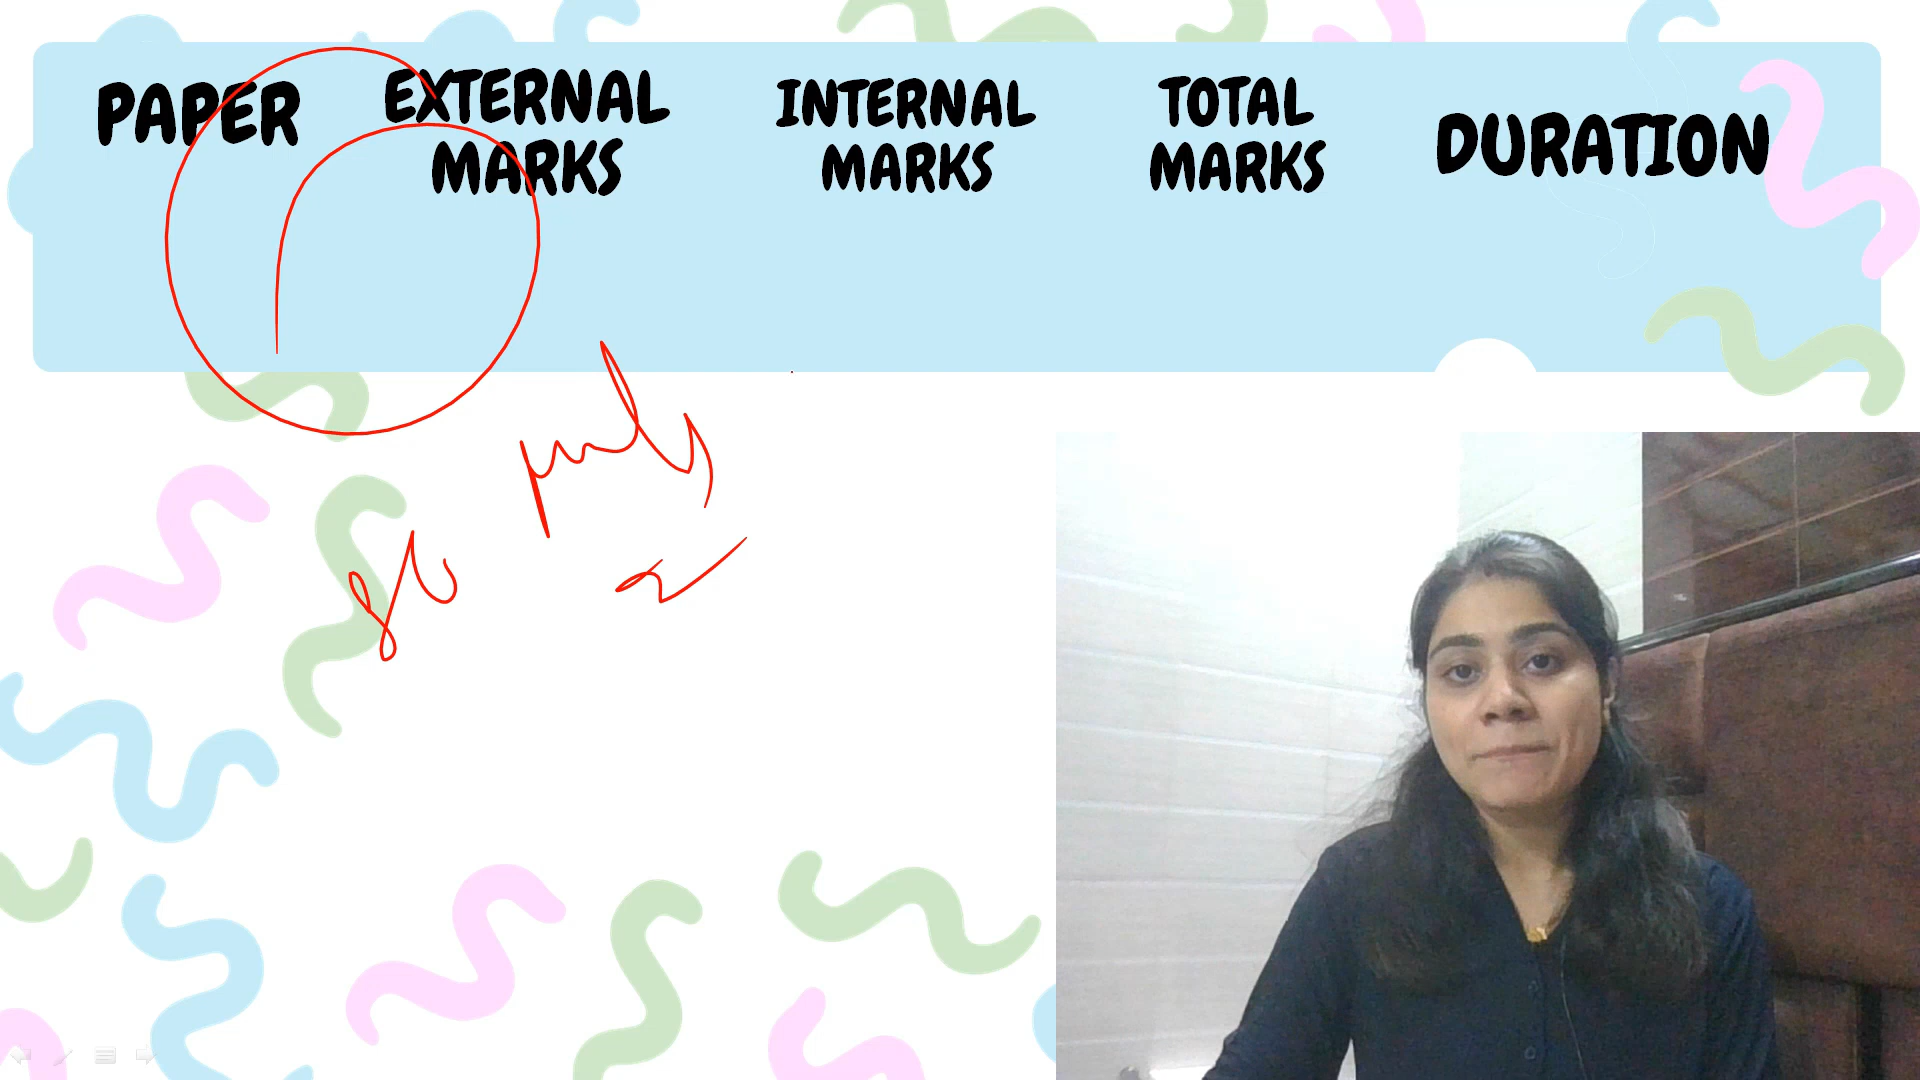 PAPER
EXTERNAL MARKS
INTERNAL MARKS
TOTAL MARKS
DURATION